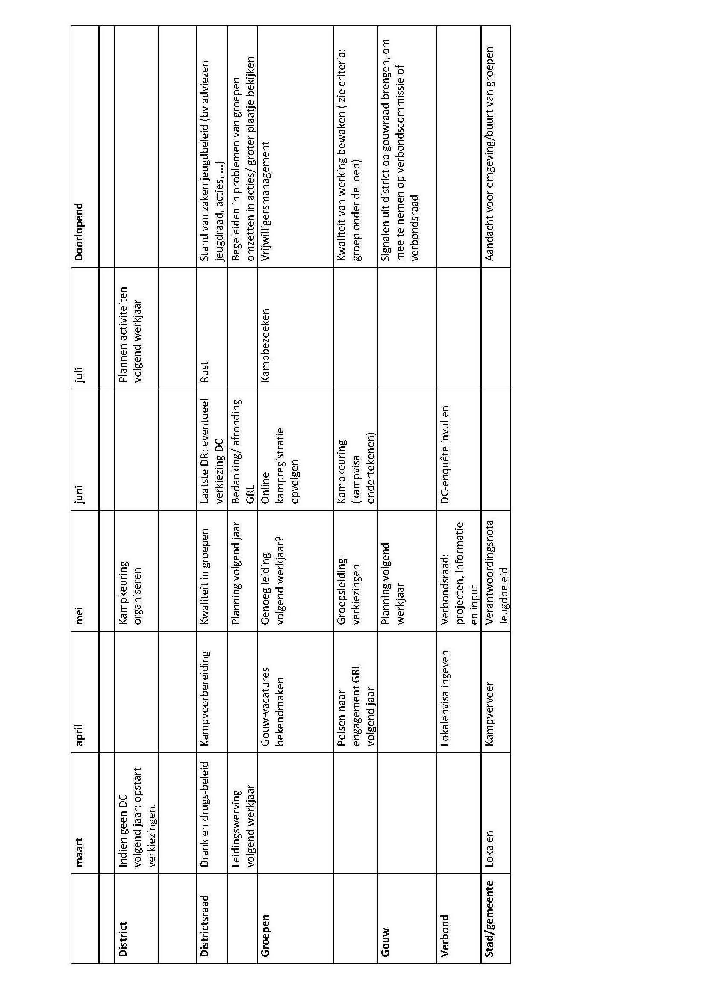 maart
april
mei
juni
juli
Doorlopend
District
Indien geen DC
volgend jaar: opstart
verkiezingen.
Kampkeuring
organiseren
Plannen activiteiten
volgend werkjaar
Districtsraad
Drank en drugs-beleid
Kampvoorbereiding
Kwaliteit in groepen
Laatste DR: eventueel
verkiezing DC
Rust
Stand van zaken jeugdbeleid (bv adviezen
jeugdraad, acties, ...)
Leidingswerving
volgend werkjaar
Planning volgend jaar
Bedanking/ afronding
GRL
Begeleiden in problemen van groepen
omzetten in acties/ groter plaatje bekijken
Groepen
Gouw-vacatures
bekendmaken
Genoeg leiding
volgend werkjaar?
Online
kampregistratie
opvolgen
Kampbezoeken
Vrijwilligersmanagement
Polsen naar
engagement GRL
volgend jaar
Groepsleiding-
verkiezingen
Kampkeuring
(kampvisa
ondertekenen)
Kwaliteit van werking bewaken ( zie criteria:
groep onder de loep)
Gouw
Planning volgend
werkjaar
Signalen uit district op gouwraad brengen, om
mee te nemen op verbondscommissie of
verbondsraad
Verbond
Lokalenvisa ingeven
Verbondsraad:
projecten, informatie
en input
DC-enquête invullen
Stad/gemeente
Lokalen
Kampvervoer
Verantwoordingsnota
Jeugdbeleid
Aandacht voor omgeving/buurt van groepen